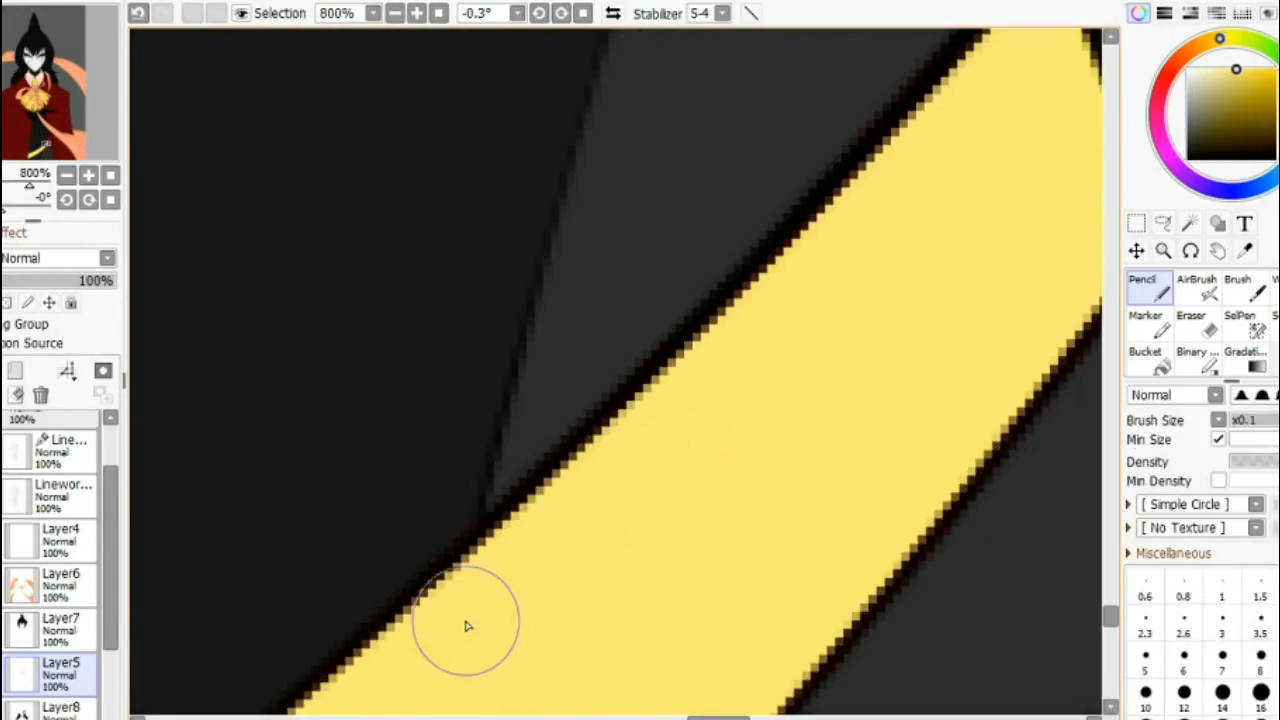 Selection 800% -0.3° Stabilizer S-4
800%
-0°
ffect
Normal
100%
ng Group
ion Source
100%
Line...
Normal
100%
Linewor...
Normal
100%
Layer4
Normal
100%
Layer6
Normal
100%
Layer7
Normal
100%
Layer5
Normal
100%
Layer8
Normal
T
Pencil AirBrush Brush
Marker Eraser SelPen
Bucket Binary ... Gradati...
Normal
Brush Size x0.1
Min Size
Density
Min Density
[ Simple Circle ]
[ No Texture ]
Miscellaneous
0.6 0.8 1 1.5
2.3 2.6 3 3.5
5 6 7 8
10 12 14 16